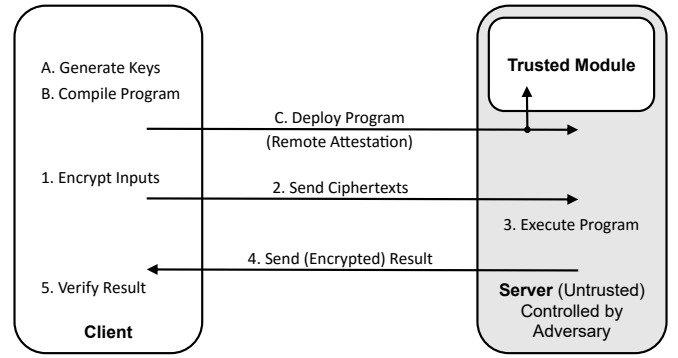 A. Generate Keys
B. Compile Program
Trusted Module
C. Deploy Program
(Remote Attestation)
1. Encrypt Inputs
2. Send Ciphertexts
3. Execute Program
4. Send (Encrypted) Result
5. Verify Result
Client
Server (Untrusted)
Controlled by
Adversary